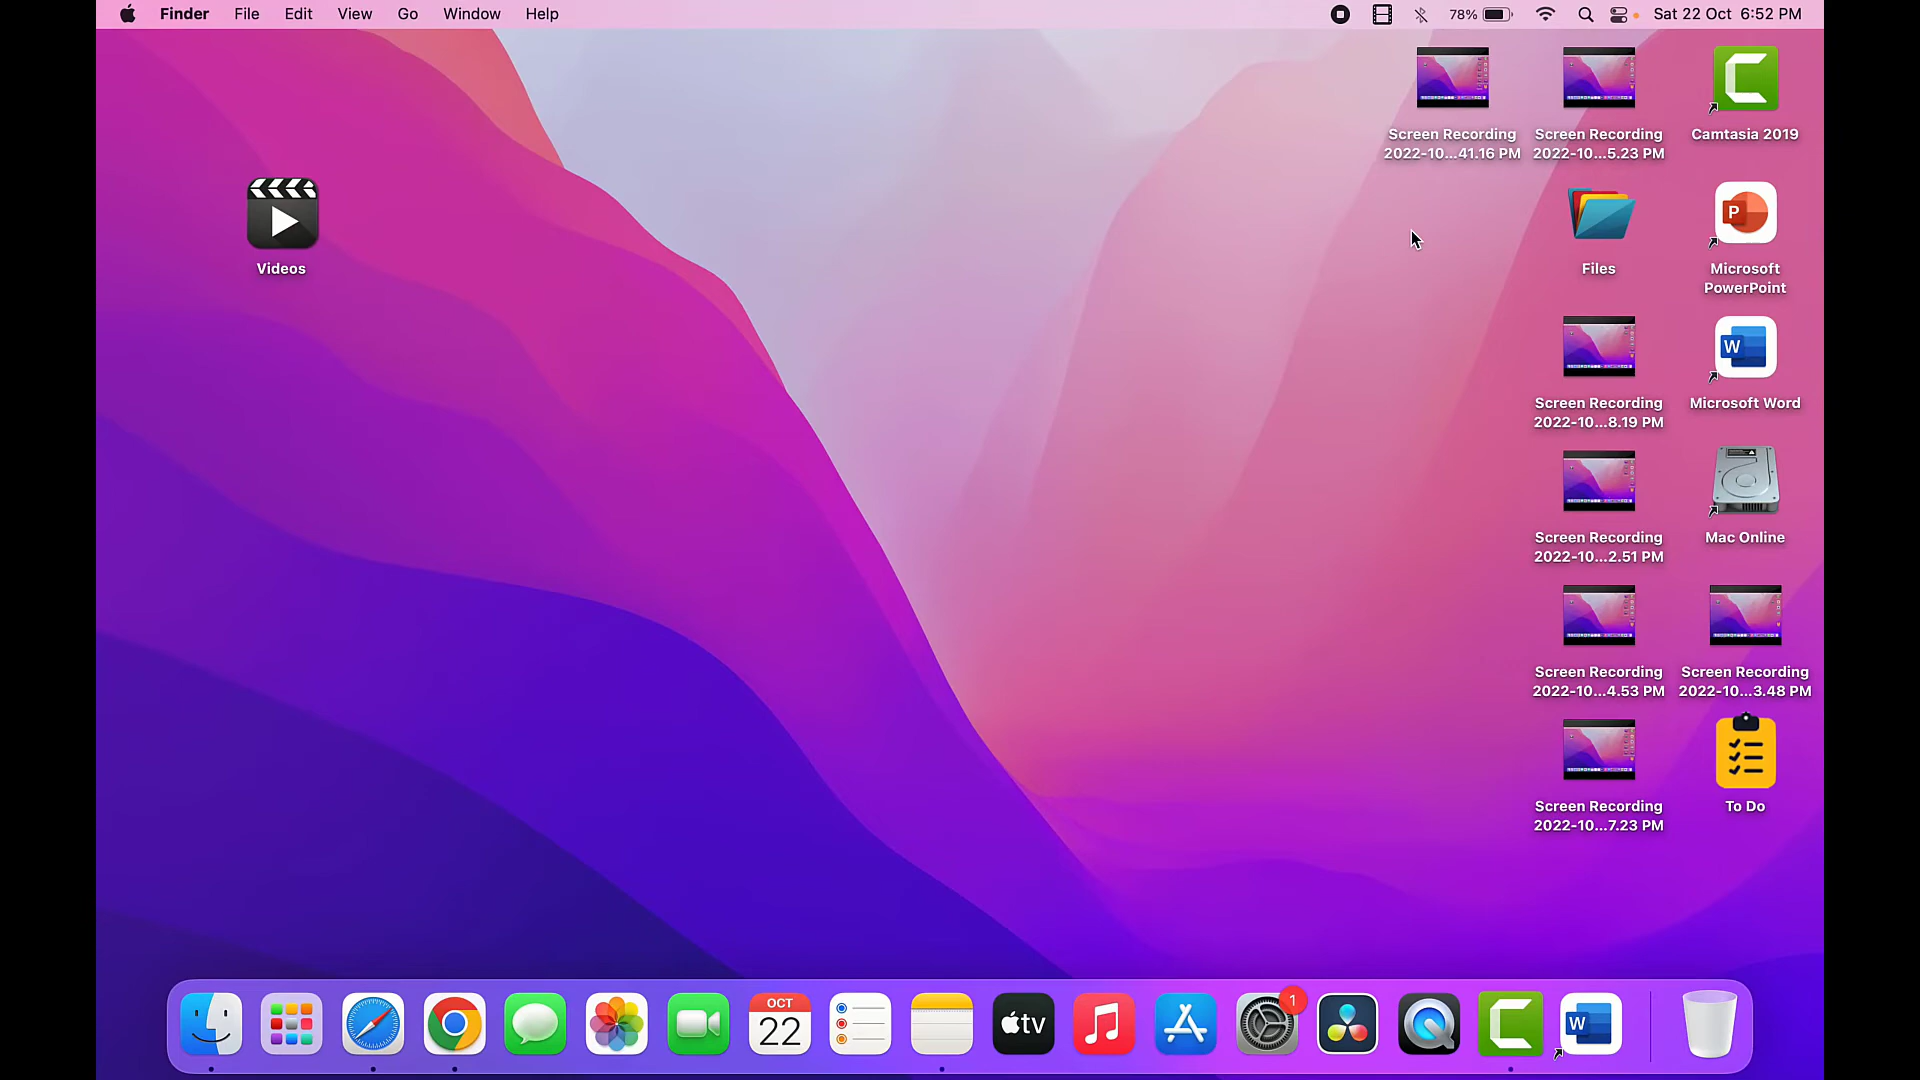 Finder File Edit View Go Window Help 78% Sat 22 Oct 6:52 PM
Videos
Screen Recording
2022-10...41.16 PM
Screen Recording
2022-10...5.23 PM
Camtasia 2019
Files
Microsoft
PowerPoint
Screen Recording
2022-10...8.19 PM
Microsoft Word
Screen Recording
2022-10...2.51 PM
Mac Online
Screen Recording
2022-10...4.53 PM
Screen Recording
2022-10...3.48 PM
Screen Recording
2022-10...7.23 PM
To Do
P
W
OCT
22
tv
1
W